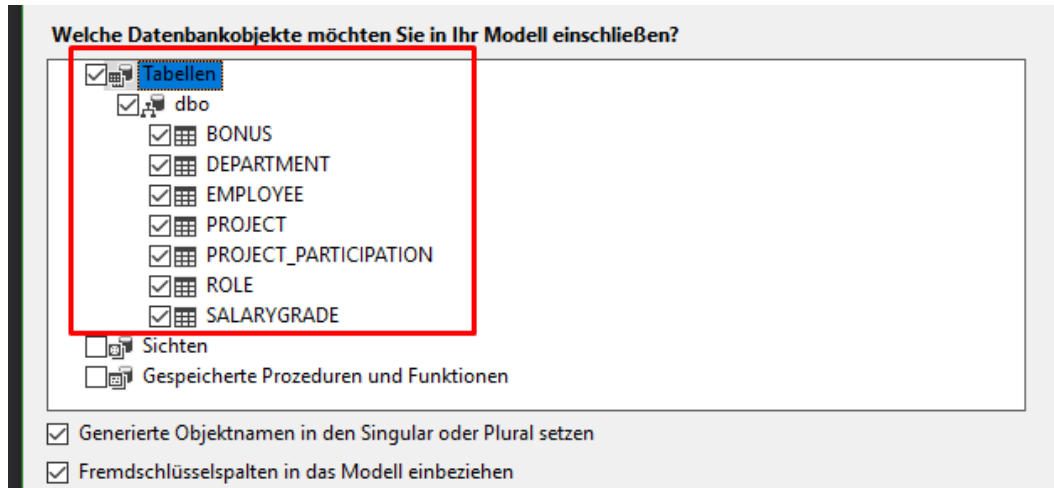 Welche Datenbankobjekte möchten Sie in Ihr Modell einschließen?
Tabellen
dbo
BONUS
DEPARTMENT
EMPLOYEE
PROJECT
PROJECT_PARTICIPATION
ROLE
SALARYGRADE
Sichten
Gespeicherte Prozeduren und Funktionen
Generierte Objektnamen in den Singular oder Plural setzen
Fremdschlüsselspalten in das Modell einbeziehen